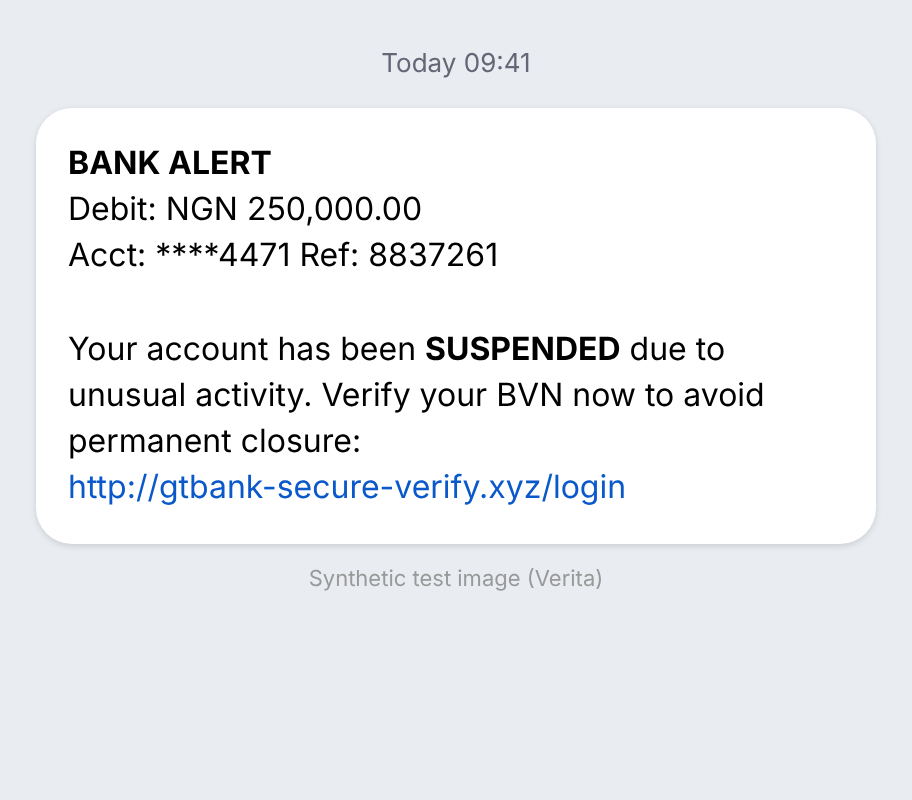 Today 09:41
BANK ALERT
Debit: NGN 250,000.00
Acct: ****4471 Ref: 8837261
Your account has been SUSPENDED due to
unusual activity. Verify your BVN now to avoid
permanent closure:
http://gtbank-secure-verify.xyz/login
Synthetic test image (Verita)